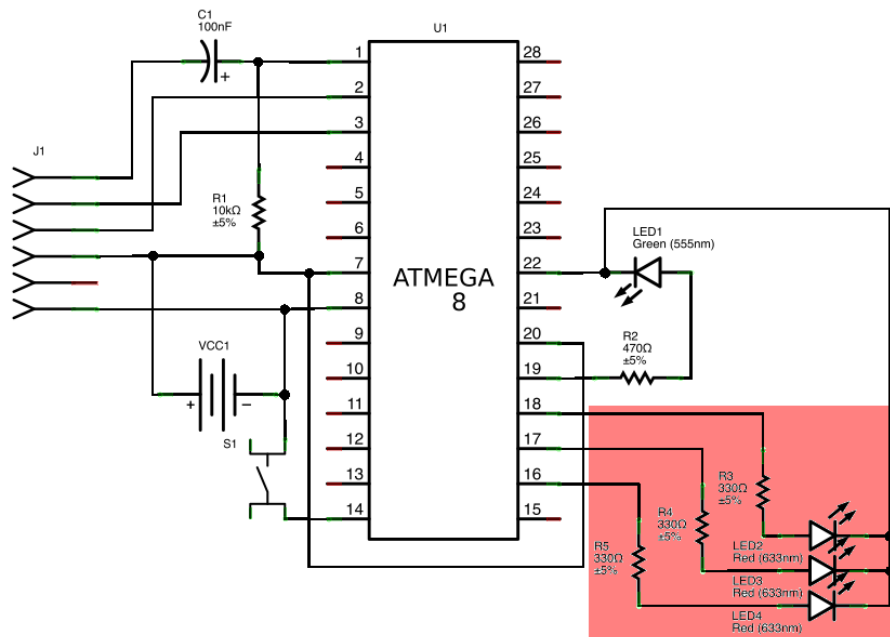 C1
100nF
U1
1
28
2
27
3
26
J1
4
25
R1
10kΩ
±5%
5
24
6
23
LED1
Green (555nm)
7
22
ATMEGA
8
8
21
R2
470Ω
±5%
9
20
VCC1
10
19
+
+
−
11
18
S1
12
17
R3
330Ω
±5%
13
16
R4
330Ω
±5%
14
15
R5
330Ω
±5%
LED2
Red (633nm)
LED3
Red (633nm)
LED4
Red (633nm)